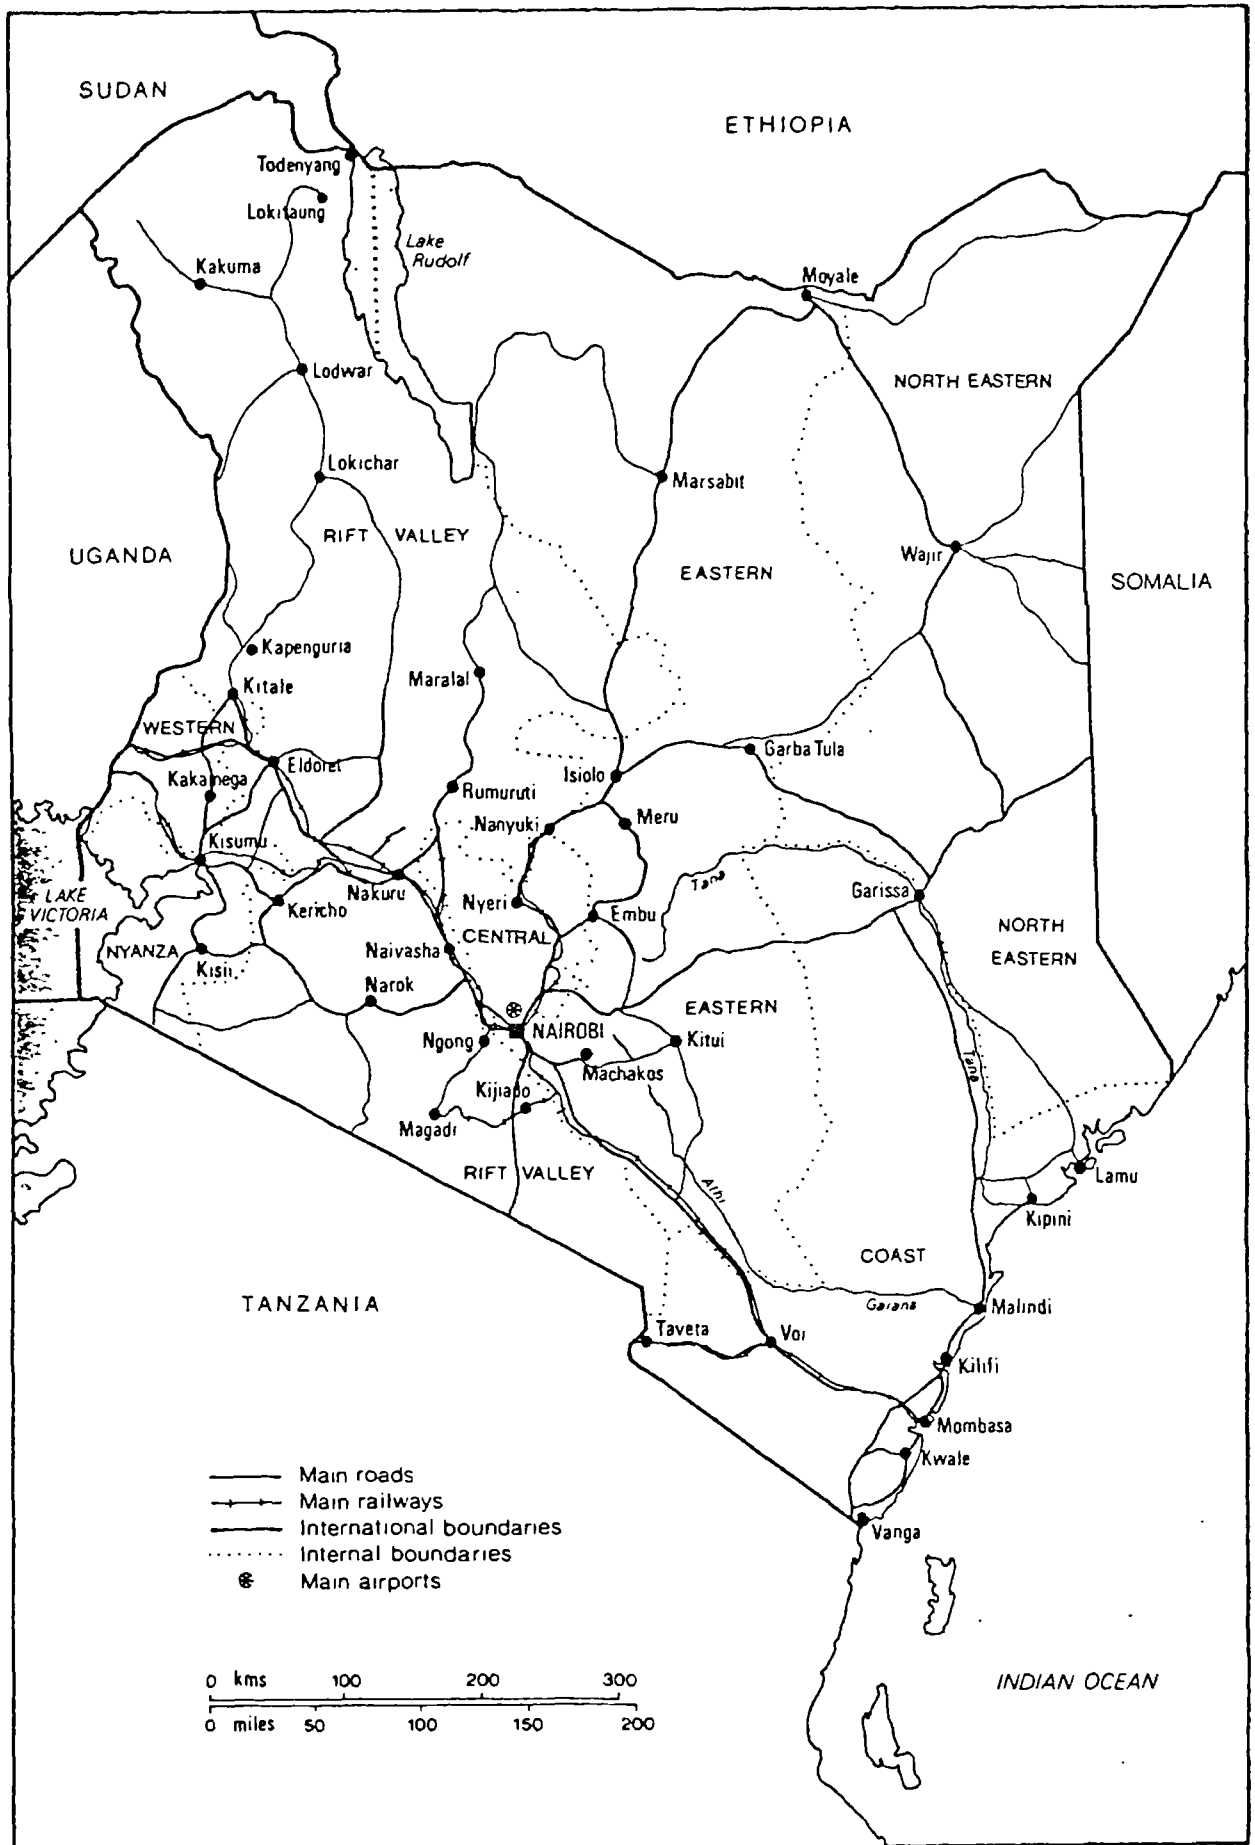 SUDAN
ETHIOPIA
Todenyang
Lokitaung
Lake
Rudolf
Kakuma
Moyale
Lodwar
NORTH EASTERN
Lokichar
Marsabit
RIFT VALLEY
UGANDA
Wajir
EASTERN
SOMALIA
Kapenguria
Maralal
Kitale
WESTERN
Garba Tula
Eldoret
Isiolo
Kakamega
Rumuruti
Nanyuki
Meru
Kisumu
Tana
LAKE
VICTORIA
Nakuru
Garissa
Kericho
Nyeri
Embu
NORTH
EASTERN
CENTRAL
NYANZA
Naivasha
Kisii
Narok
EASTERN
NAIROBI
Ngong
Kitui
Machakos
Tana
Kijiado
Magadi
RIFT VALLEY
Athi
Lamu
Kipini
COAST
TANZANIA
Garana
Malindi
Taveta
Voi
Kilifi
Mombasa
Kwale
Vanga
Main roads
Main railways
International boundaries
Internal boundaries
Main airports
0 kms 100 200 300
0 miles 50 100 150 200
INDIAN OCEAN